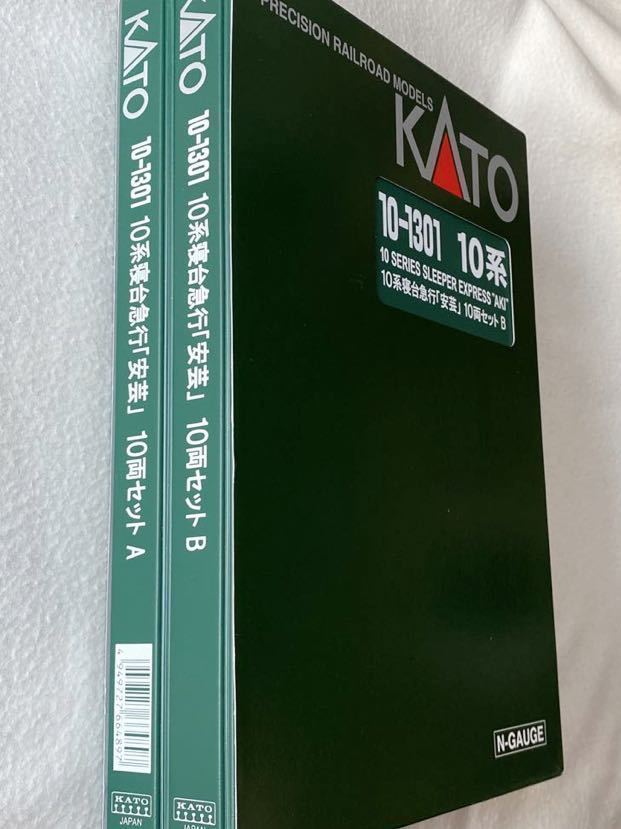 KATO
10-1301 10系寝台急行「安芸」 10両セット A
4949727664897
KATO
JAPAN
KATO
10-1301 10系寝台急行「安芸」 10両セット B
KATO
JAPAN
PRECISION RAILROAD MODELS
KATO
10-1301 10系
10 SERIES SLEEPER EXPRESS "AKI"
10系寝台急行「安芸」 10両セット B
N-GAUGE